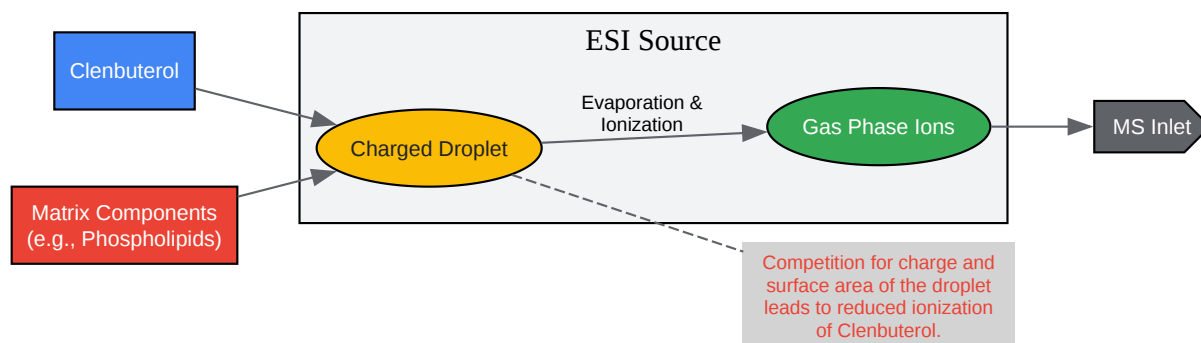 ESI Source
Clenbuterol
Evaporation &
Ionization
Gas Phase Ions
MS Inlet
Charged Droplet
Matrix Components
(e.g., Phospholipids)
Competition for charge and
surface area of the droplet
leads to reduced ionization
of Clenbuterol.